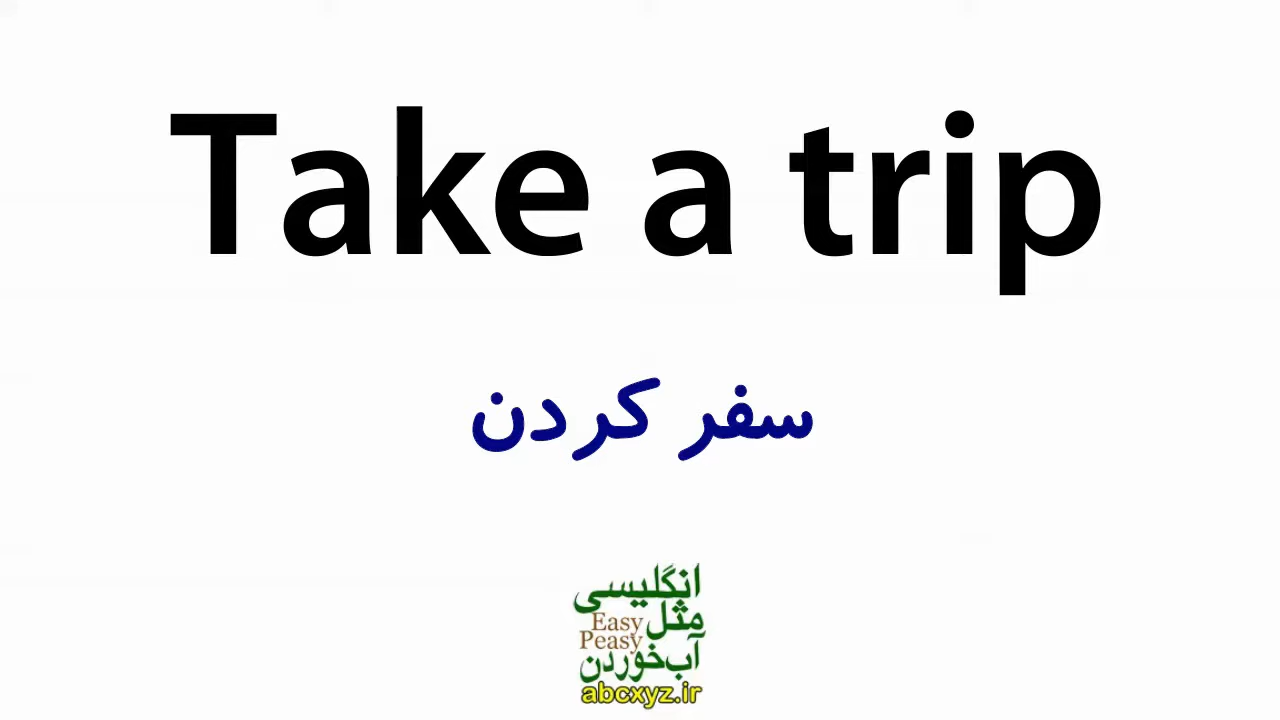 Take a trip
سفر کردن
انگلیسی
مثل Easy
Peasy
آب‌خوردن
abcxyz.ir